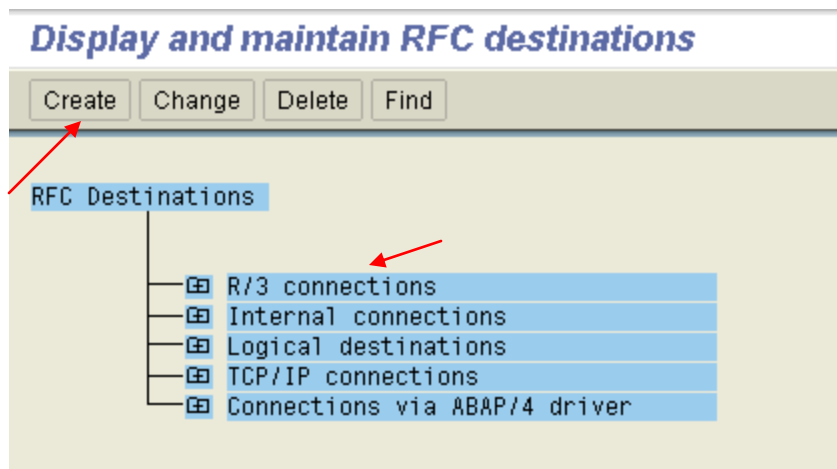 Display and maintain RFC destinations
Create Change Delete Find
RFC Destinations
R/3 connections
Internal connections
Logical destinations
TCP/IP connections
Connections via ABAP/4 driver